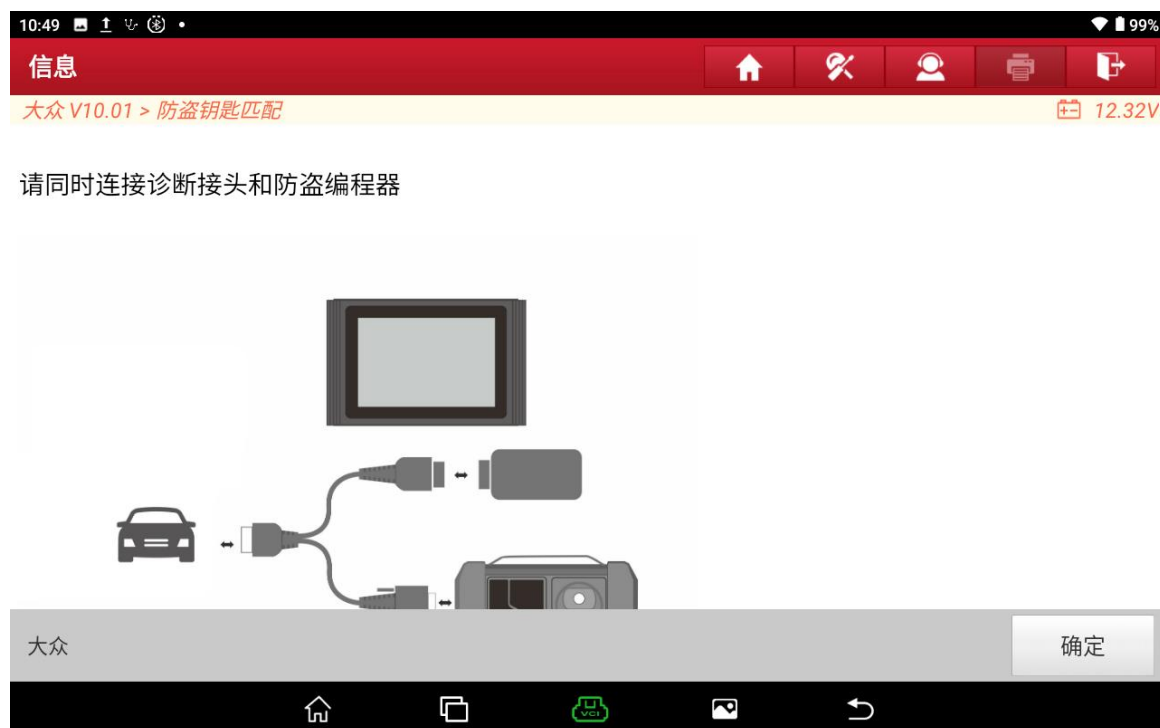 10:49
99%
信息
大众 V10.01 > 防盗钥匙匹配
12.32V
请同时连接诊断接头和防盗编程器
大众
确定
VCI